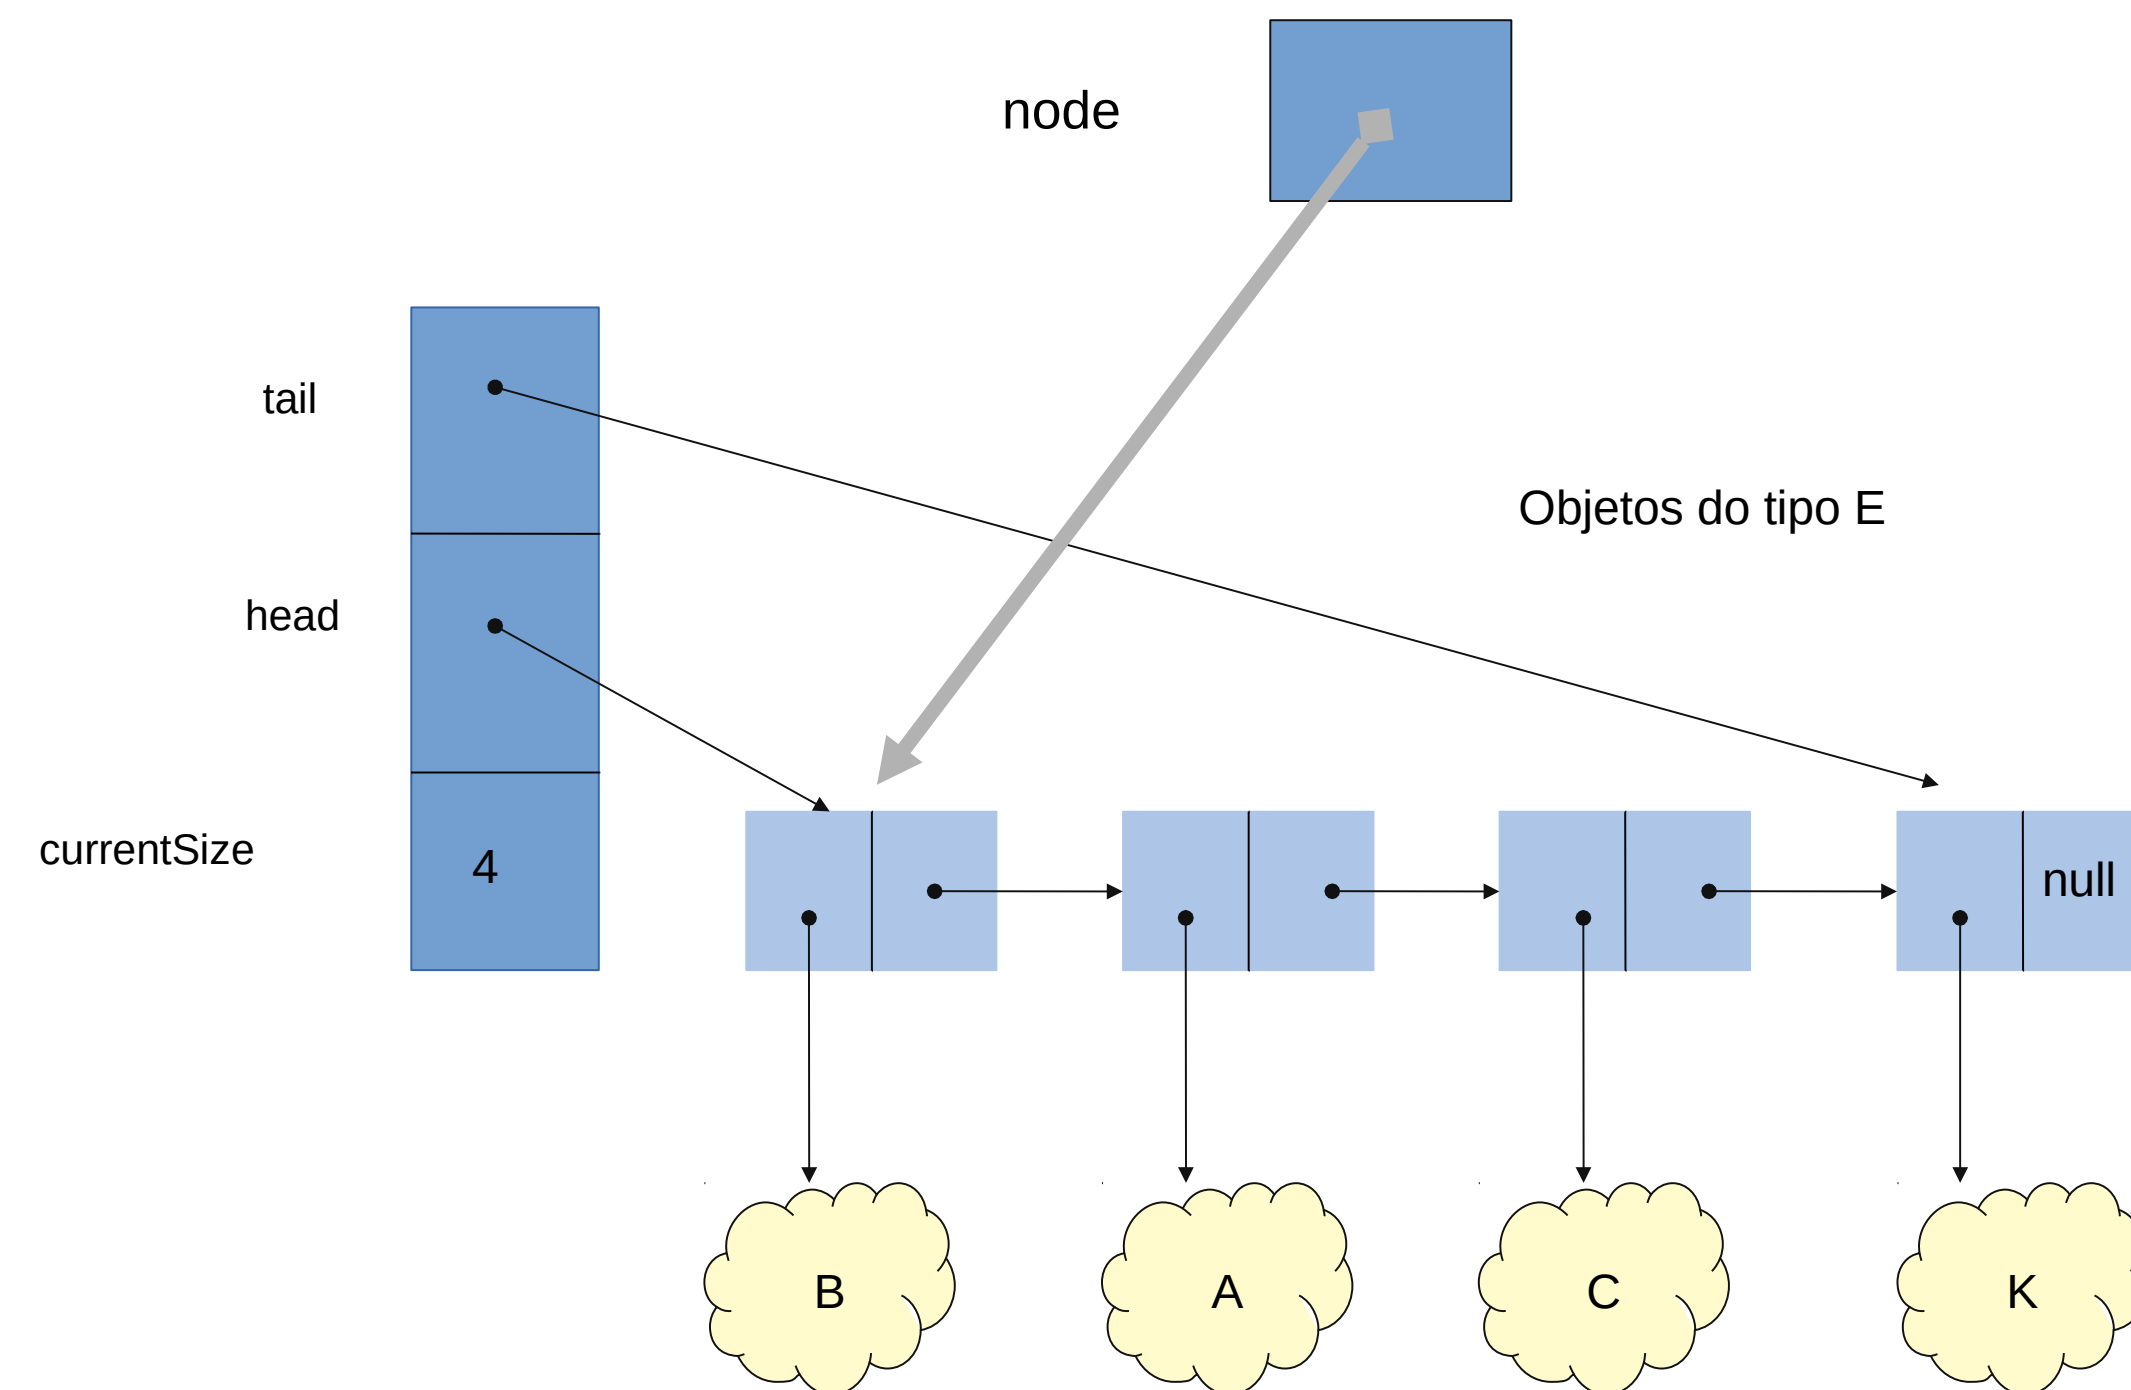 node
tail
Objetos do tipo E
head
currentSize
4
null
B
A
C
K